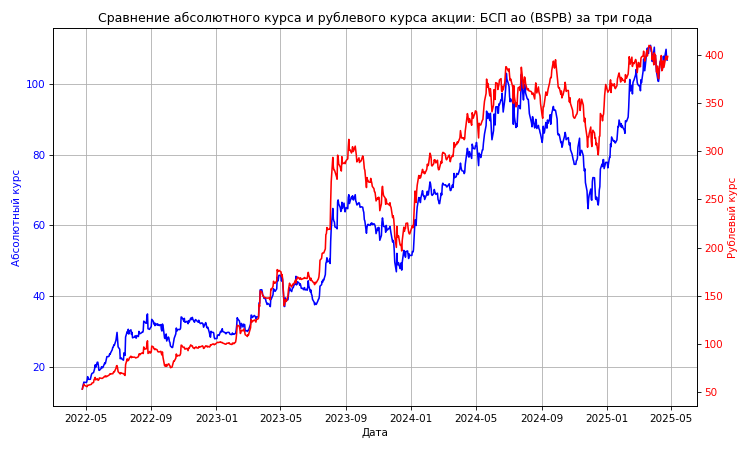 Сравнение абсолютного курса и рублевого курса акции: БСП ао (BSPB) за три года
Абсолютный курс
100
80
60
40
20
400
350
300
250
200
150
100
50
Рублевый курс
2022-05 2022-09 2023-01 2023-05 2023-09 2024-01 2024-05 2024-09 2025-01 2025-05
Дата